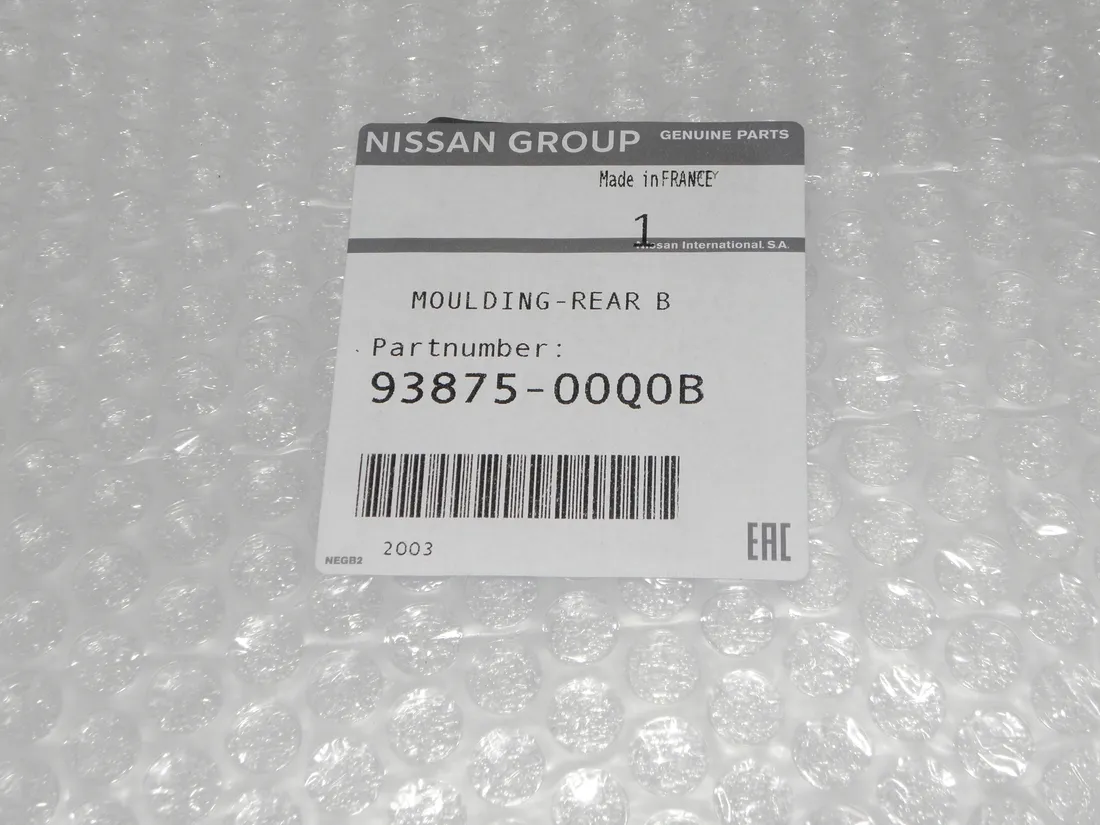 NISSAN GROUP GENUINE PARTS
Made in FRANCE
1
Nissan International. S.A.
MOULDING-REAR B
Partnumber:
93875-00Q0B
2003
NEGB2
EAC